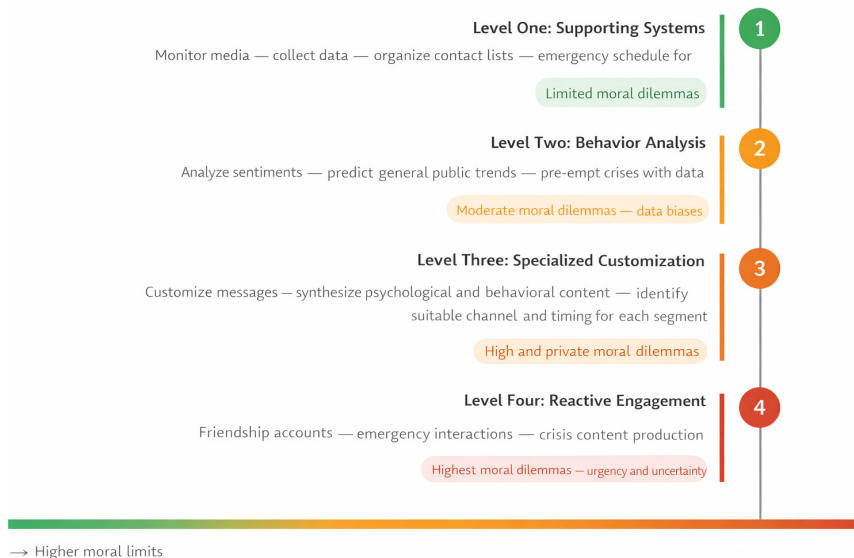 Level One: Supporting Systems
1
Monitor media — collect data — organize contact lists — emergency schedule for
Limited moral dilemmas
Level Two: Behavior Analysis
2
Analyze sentiments — predict general public trends — pre-empt crises with data
Moderate moral dilemmas — data biases
Level Three: Specialized Customization
3
Customize messages — synthesize psychological and behavioral content — identify
suitable channel and timing for each segment
High and private moral dilemmas
Level Four: Reactive Engagement
4
Friendship accounts — emergency interactions — crisis content production
Highest moral dilemmas – urgency and uncertainty
→ Higher moral limits